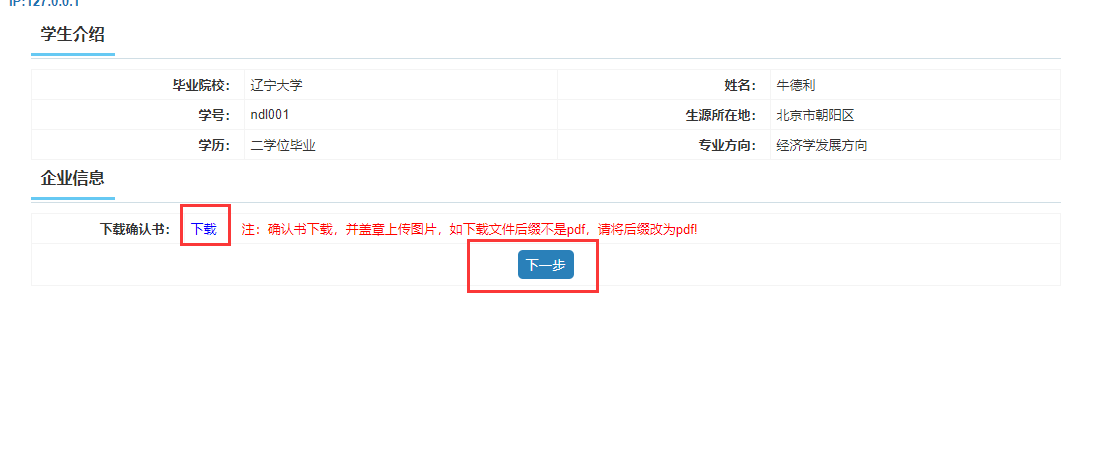 IP:127.0.0.1
学生介绍
毕业院校： 辽宁大学 姓名： 牛德利
学号： ndl001 生源所在地： 北京市朝阳区
学历： 二学位毕业 专业方向： 经济学发展方向
企业信息
下载确认书： 下载 注：确认书下载，并盖章上传图片，如下载文件后缀不是pdf，请将后缀改为pdf!
下一步